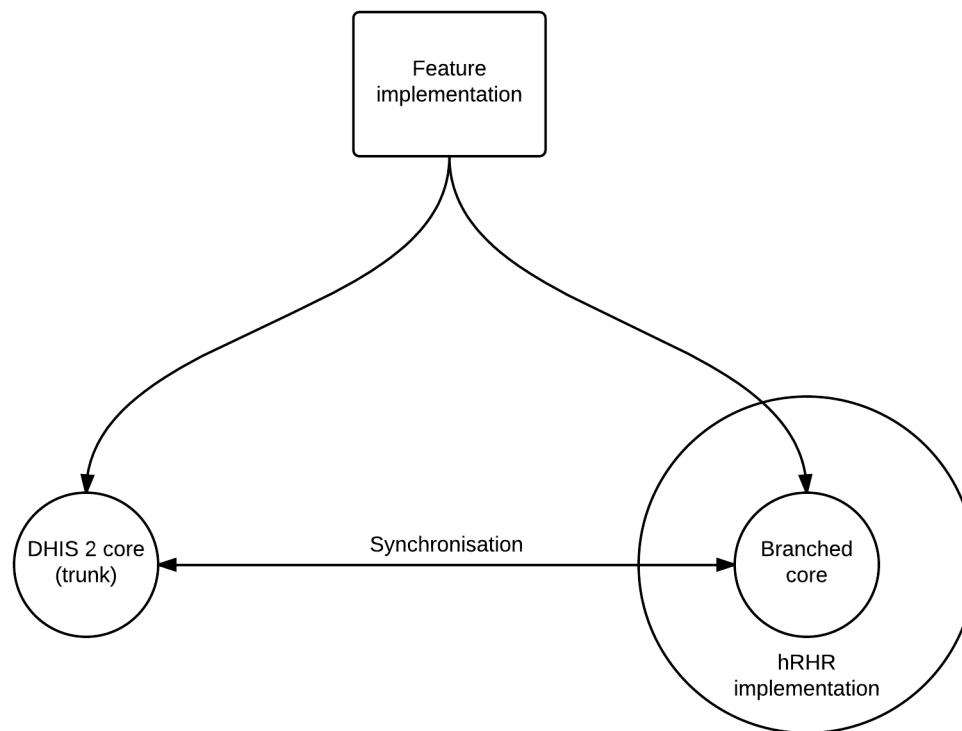 Feature
implementation
Synchronisation
DHIS 2 core
(trunk)
Branched
core
hRHR
implementation